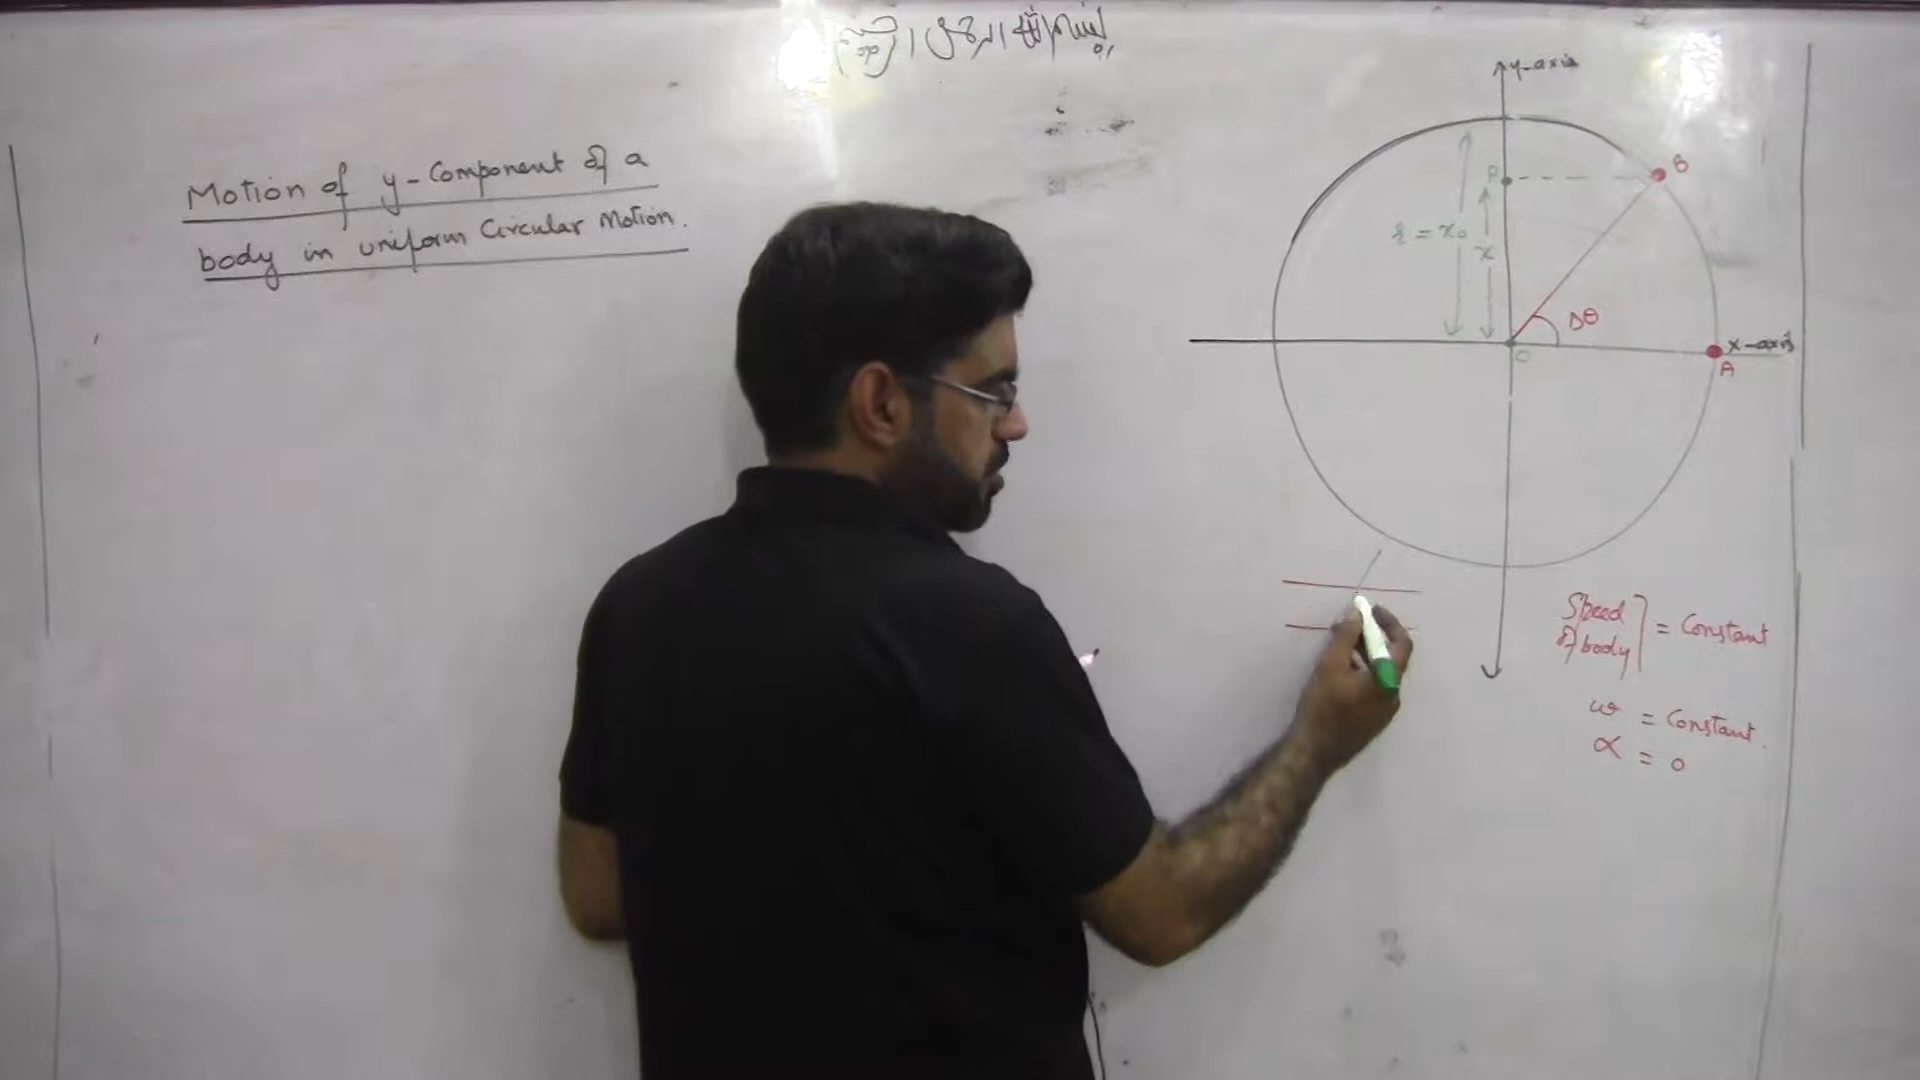 Motion of y-Component of a
body in uniform Circular Motion.
y-axis
B
P
r = x₀
x
Δθ
O
x-axis
A
Speed
of body ] = Constant
ω = Constant.
α = 0